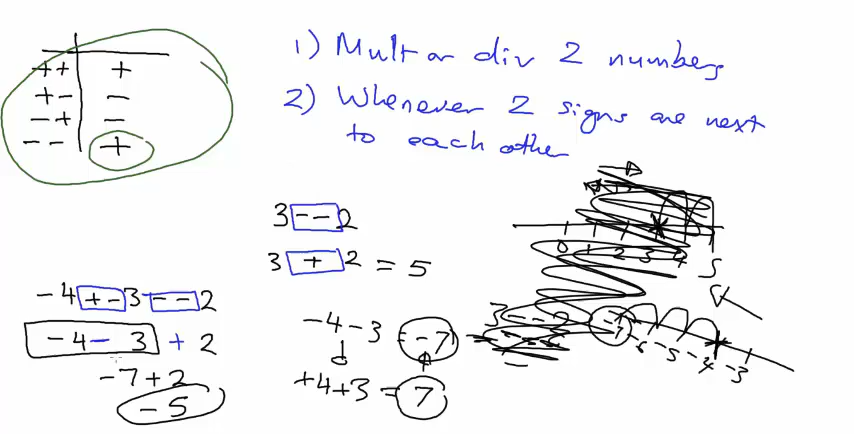 ++ +
+- -
-+ -
-- +
1) Mult or div 2 numbers
2) Whenever 2 signs are next
to each other
3 -- 2
3 + 2 = 5
-4 +- 3 -- 2
-4 - 3 + 2
-7 + 2
-5
-4 - 3 = -7
+4 + 3 = 7
0 1 2 3 4 5
3 -- 2
-7 -6 -5 -4 -3